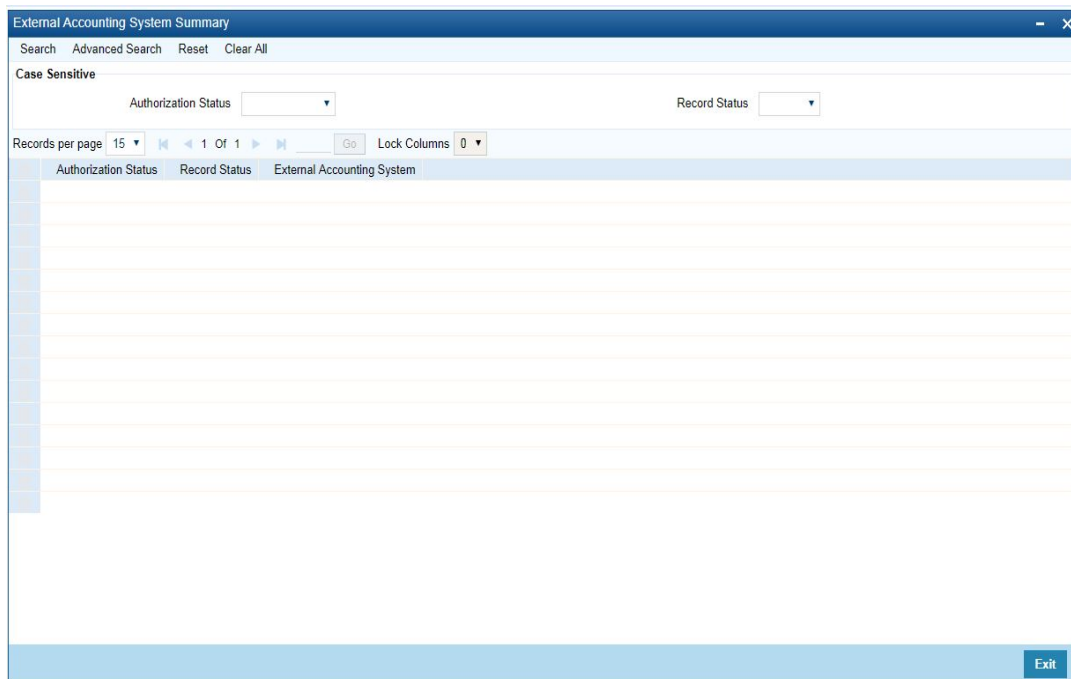 External Accounting System Summary
Search Advanced Search Reset Clear All
Case Sensitive
Authorization Status Record Status
Records per page 15 1 Of 1 Go Lock Columns 0
Authorization Status Record Status External Accounting System
Exit